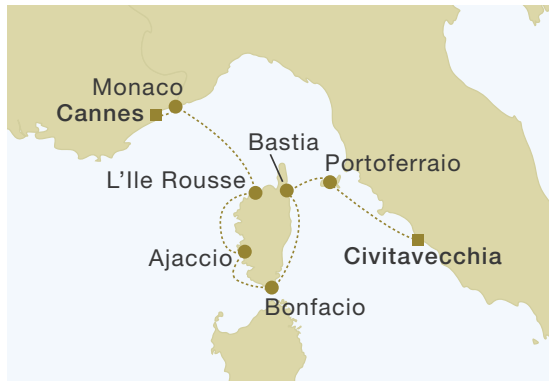 Monaco
Cannes
Bastia
Portoferraio
L'Ile Rousse
Ajaccio
Civitavecchia
Bonfacio